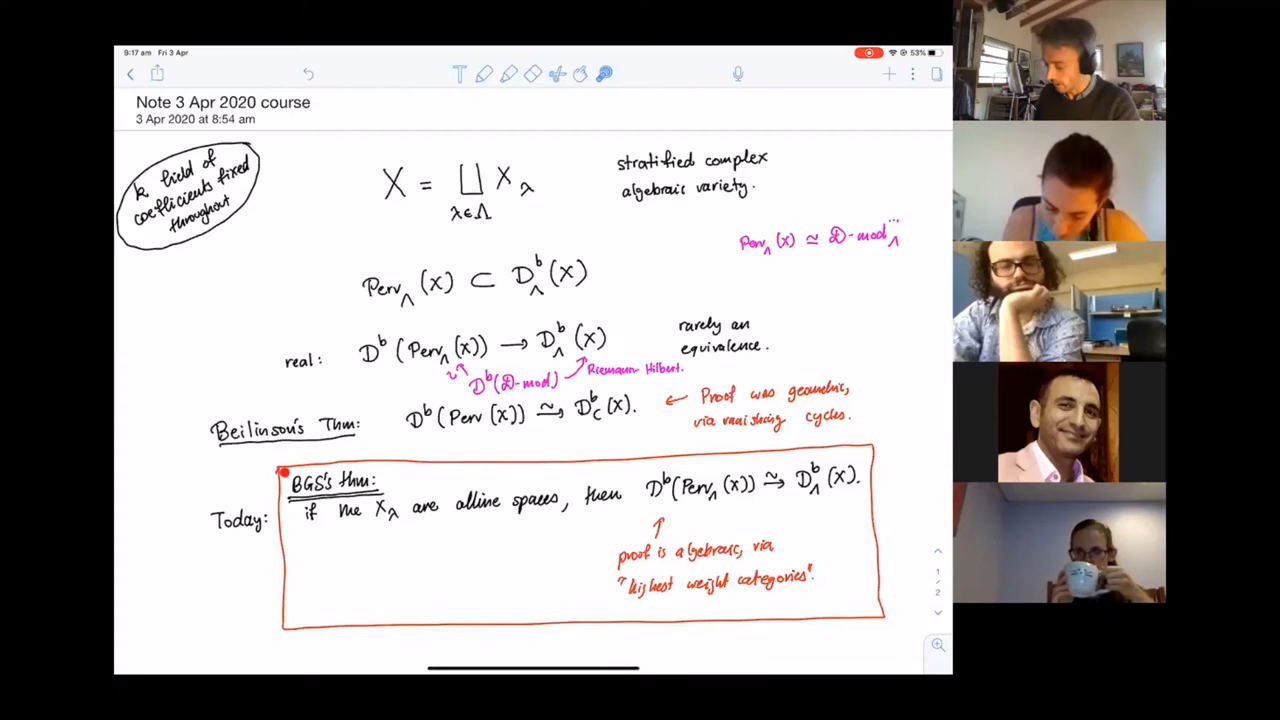 9:17 am Fri 3 Apr
53%
Note 3 Apr 2020 course
3 Apr 2020 at 8:54 am
k field of
coefficients fixed
throughout
X = ⊔ X_λ
λ∈Λ
stratified complex
algebraic variety.
Perv_Λ(X) ≃ 𝒟-mod_Λ^...
Perv_Λ(X) ⊂ D^b_Λ(X)
real: D^b(Perv_Λ(X)) → D^b_Λ(X)
rarely an
equivalence.
D^b(𝒟-mod) Riemann Hilbert.
Beilinson's Thm: D^b(Perv(X)) ⥲ D^b_c(X).
← Proof was geometric,
via vanishing cycles.
Today:
BGS's thm:
if the X_λ are affine spaces, then D^b(Perv_Λ(X)) ⥲ D^b_Λ(X).
↑
proof is algebraic, via
"highest weight categories".
1
/
2